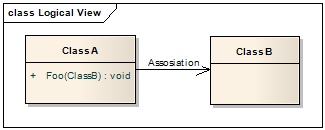 class Logical View
ClassA
Assosiation
ClassB
+ Foo(ClassB) : void